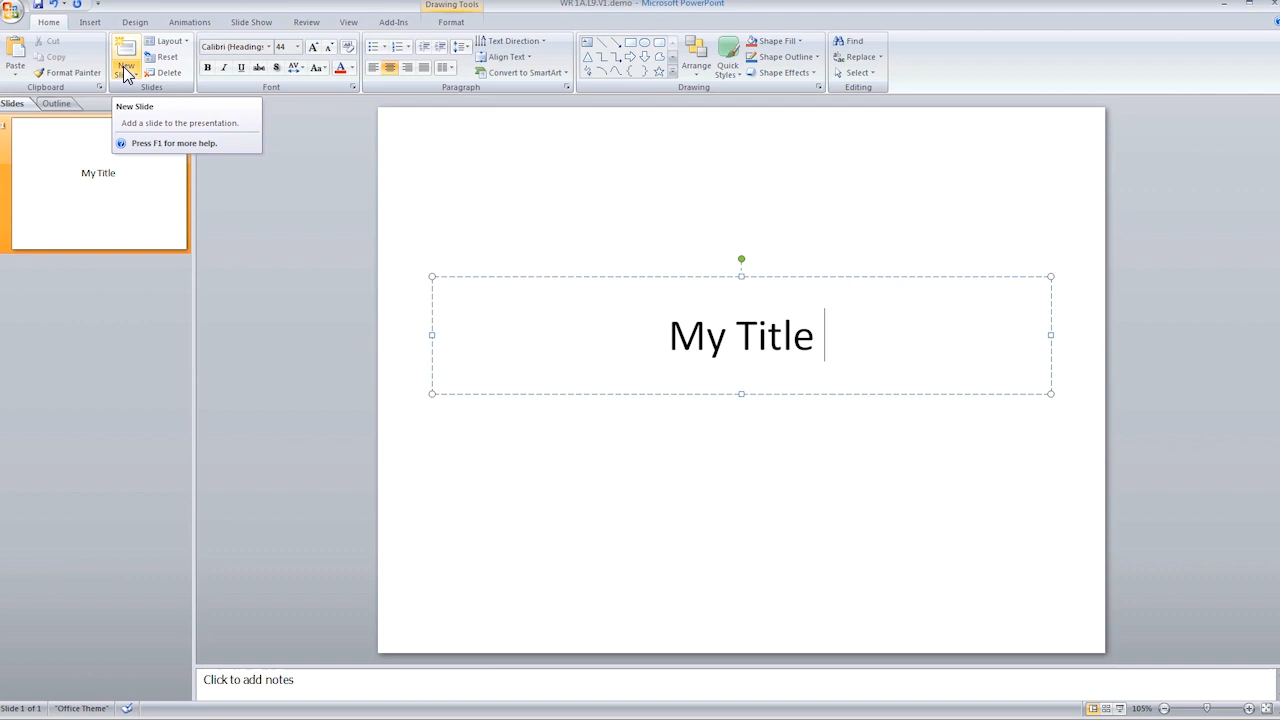 Drawing Tools
WK1A.L9.V1.demo - Microsoft PowerPoint
Home Insert Design Animations Slide Show Review View Add-Ins Format
Paste
Cut
Copy
Format Painter
Clipboard
New
Layout
Reset
Delete
Slides
Calibri (Headings) 44
Font
Text Direction
Align Text
Convert to SmartArt
Paragraph
Arrange
Quick
Styles
Shape Fill
Shape Outline
Shape Effects
Drawing
Find
Replace
Select
Editing
Slides Outline
New Slide
Add a slide to the presentation.
Press F1 for more help.
1
My Title
My Title
Click to add notes
Slide 1 of 1 "Office Theme" 105%